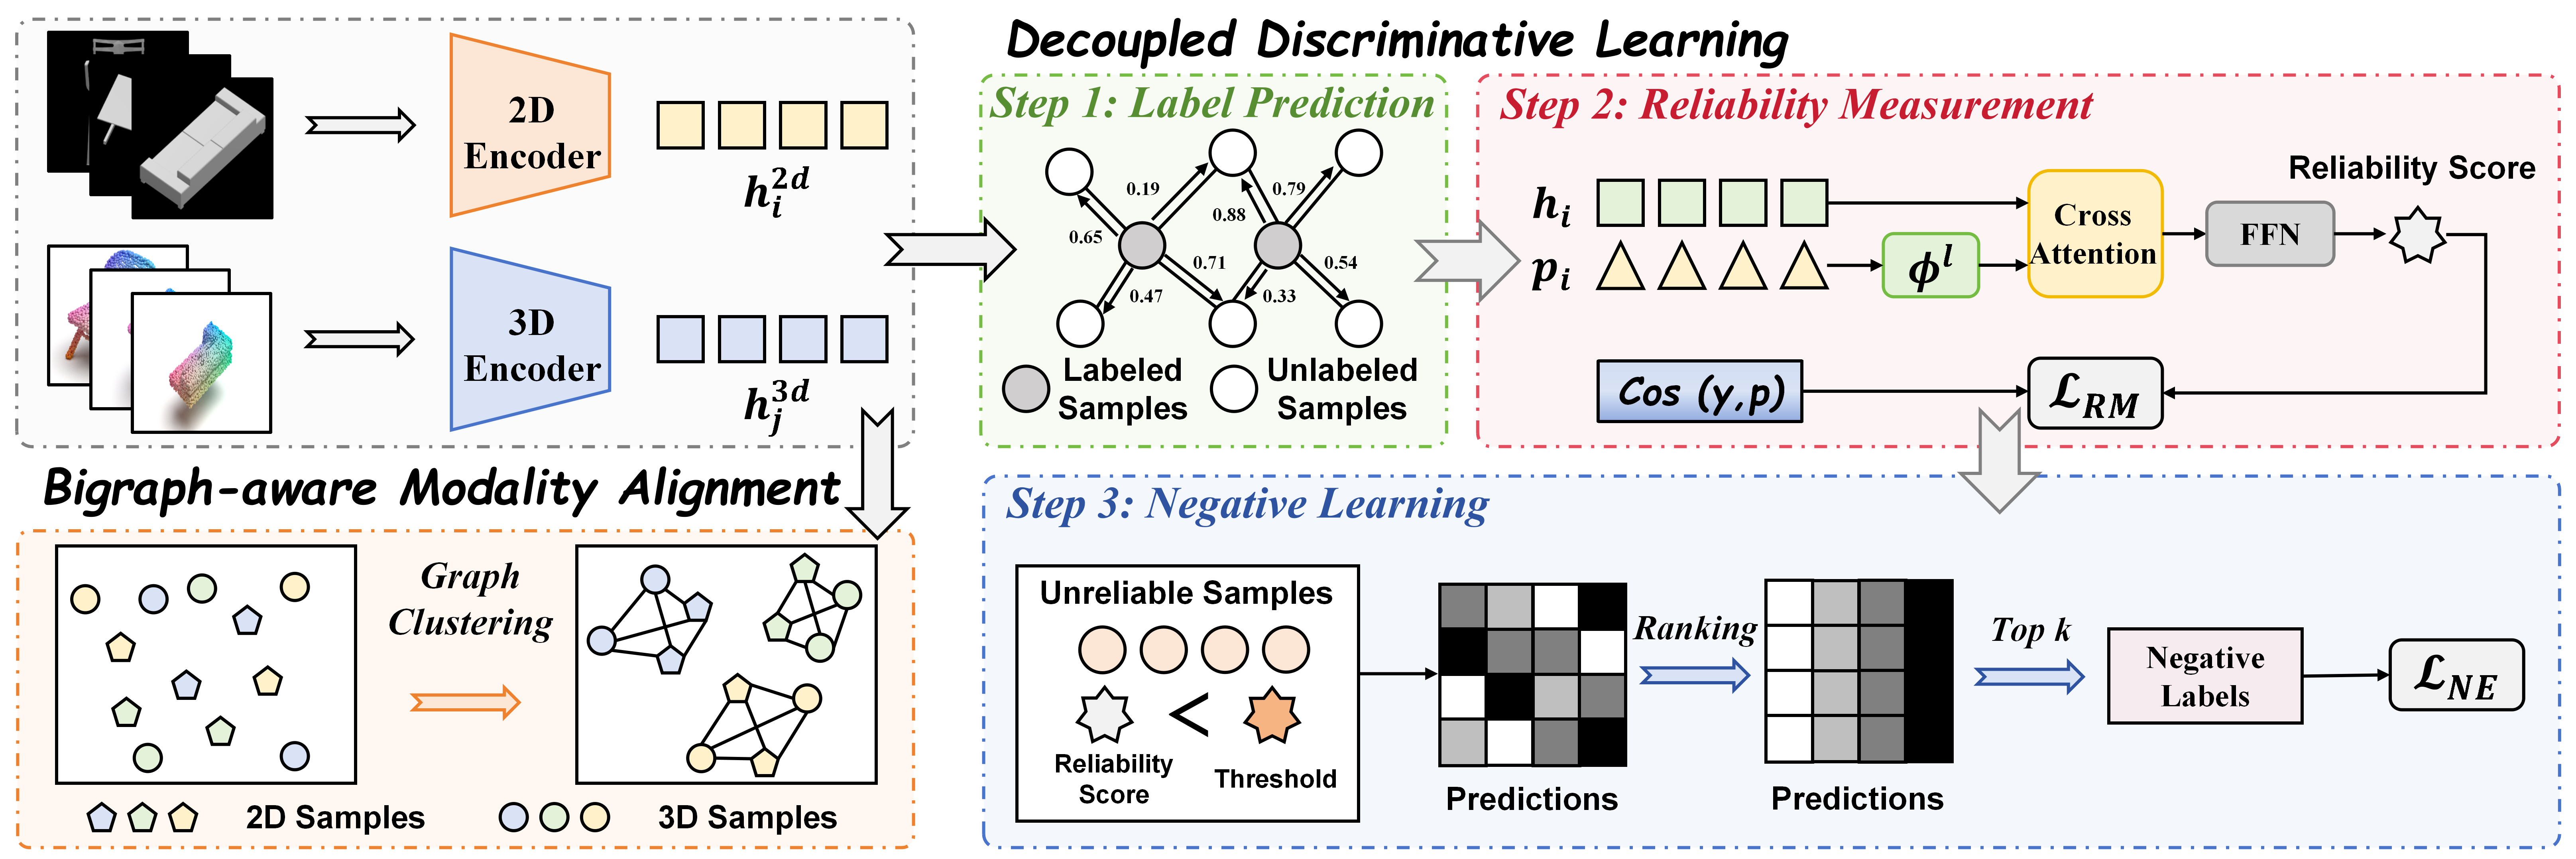 Decoupled Discriminative Learning
2D
Encoder
h_i^{2d}
3D
Encoder
h_j^{3d}
Step 1: Label Prediction
0.19
0.79
0.88
0.65
0.71
0.54
0.47
0.33
Labeled
Samples
Unlabeled
Samples
Step 2: Reliability Measurement
Reliability Score
h_i
p_i
ϕ^l
Cross
Attention
FFN
Cos (y,p)
ℒ_{RM}
Bigraph-aware Modality Alignment
Graph
Clustering
2D Samples
3D Samples
Step 3: Negative Learning
Unreliable Samples
<
Reliability
Score
Threshold
Predictions
Ranking
Predictions
Top k
Negative
Labels
ℒ_{NE}